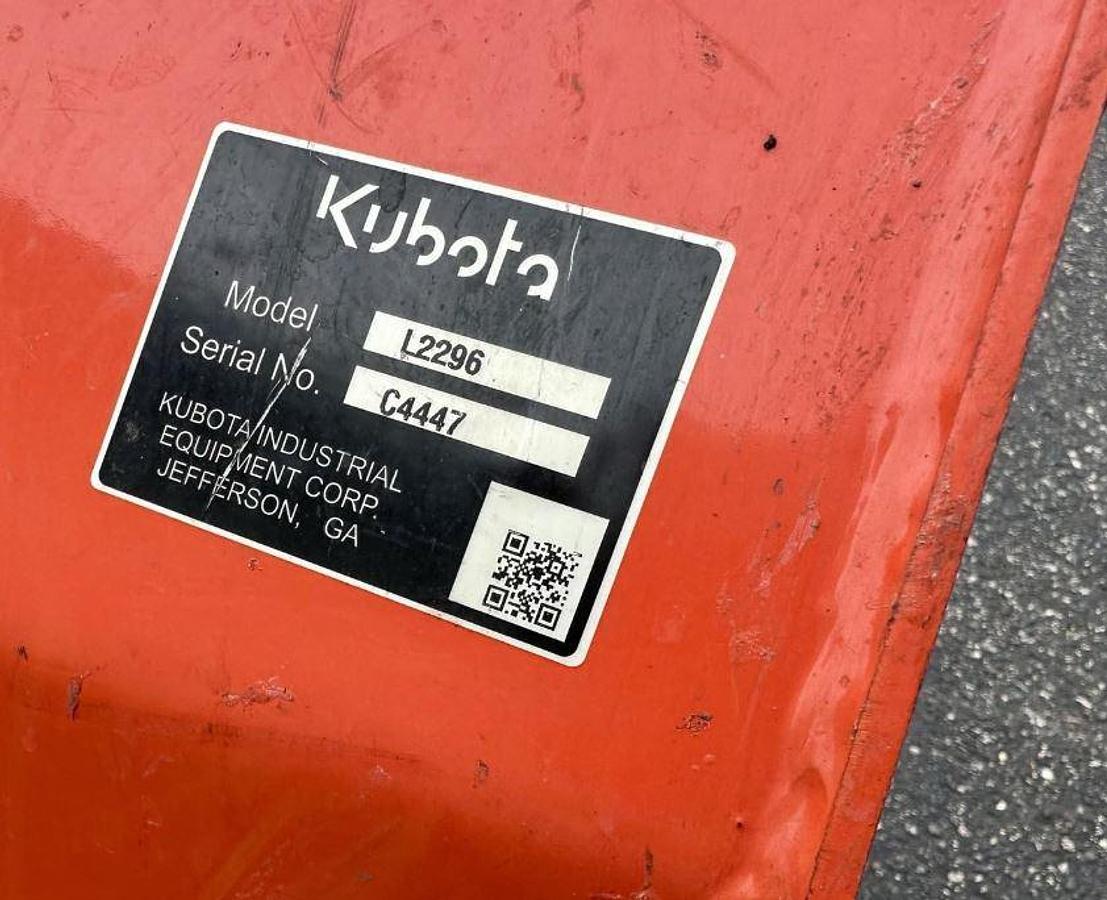 Kubota
Model L2296
Serial No. C4447
KUBOTA INDUSTRIAL
EQUIPMENT CORP.
JEFFERSON, GA